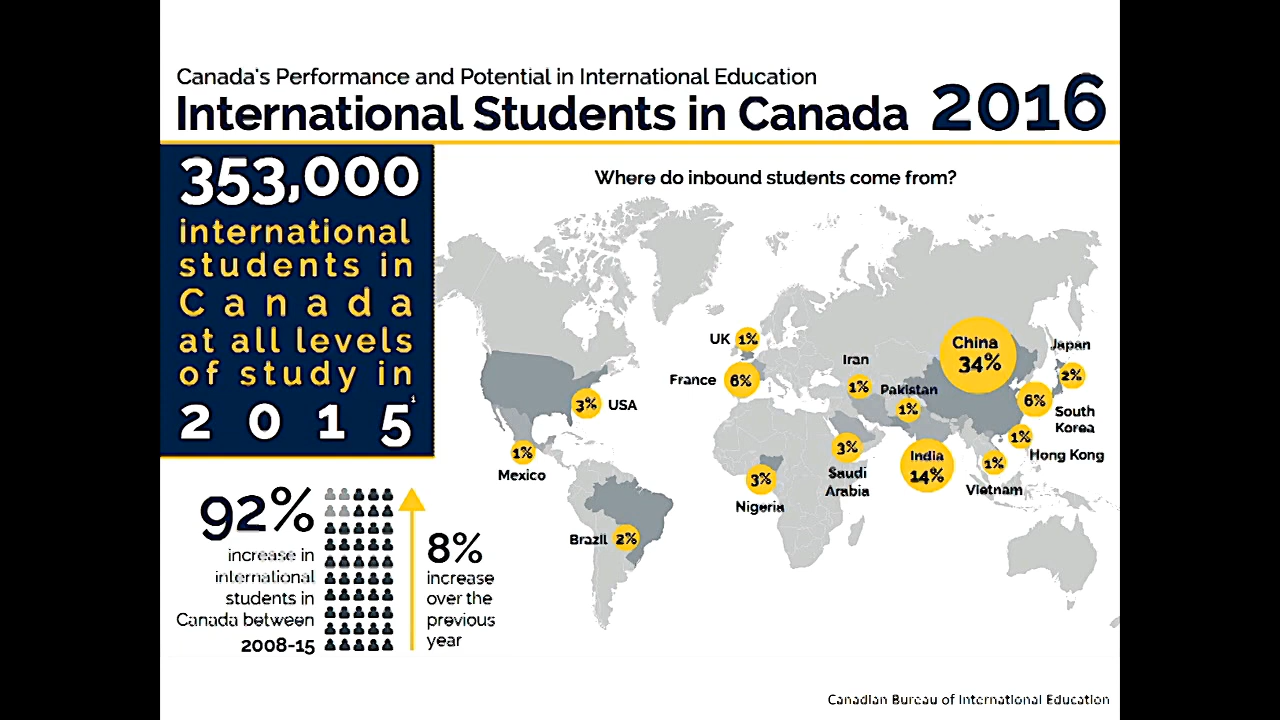 Canada's Performance and Potential in International Education
International Students in Canada 2016
353,000
international
students in
Canada
at all levels
of study in
2015¹
Where do inbound students come from?
UK 1%
France 6%
Iran
1%
Pakistan
1%
China
34%
Japan
2%
6%
South
Korea
1%
Hong Kong
India
14%
1%
Vietnam
3%
Saudi
Arabia
3%
Nigeria
3% USA
1%
Mexico
Brazil 2%
92%
increase in
international
students in
Canada between
2008-15
8%
increase
over the
previous
year
Canadian Bureau of International Education